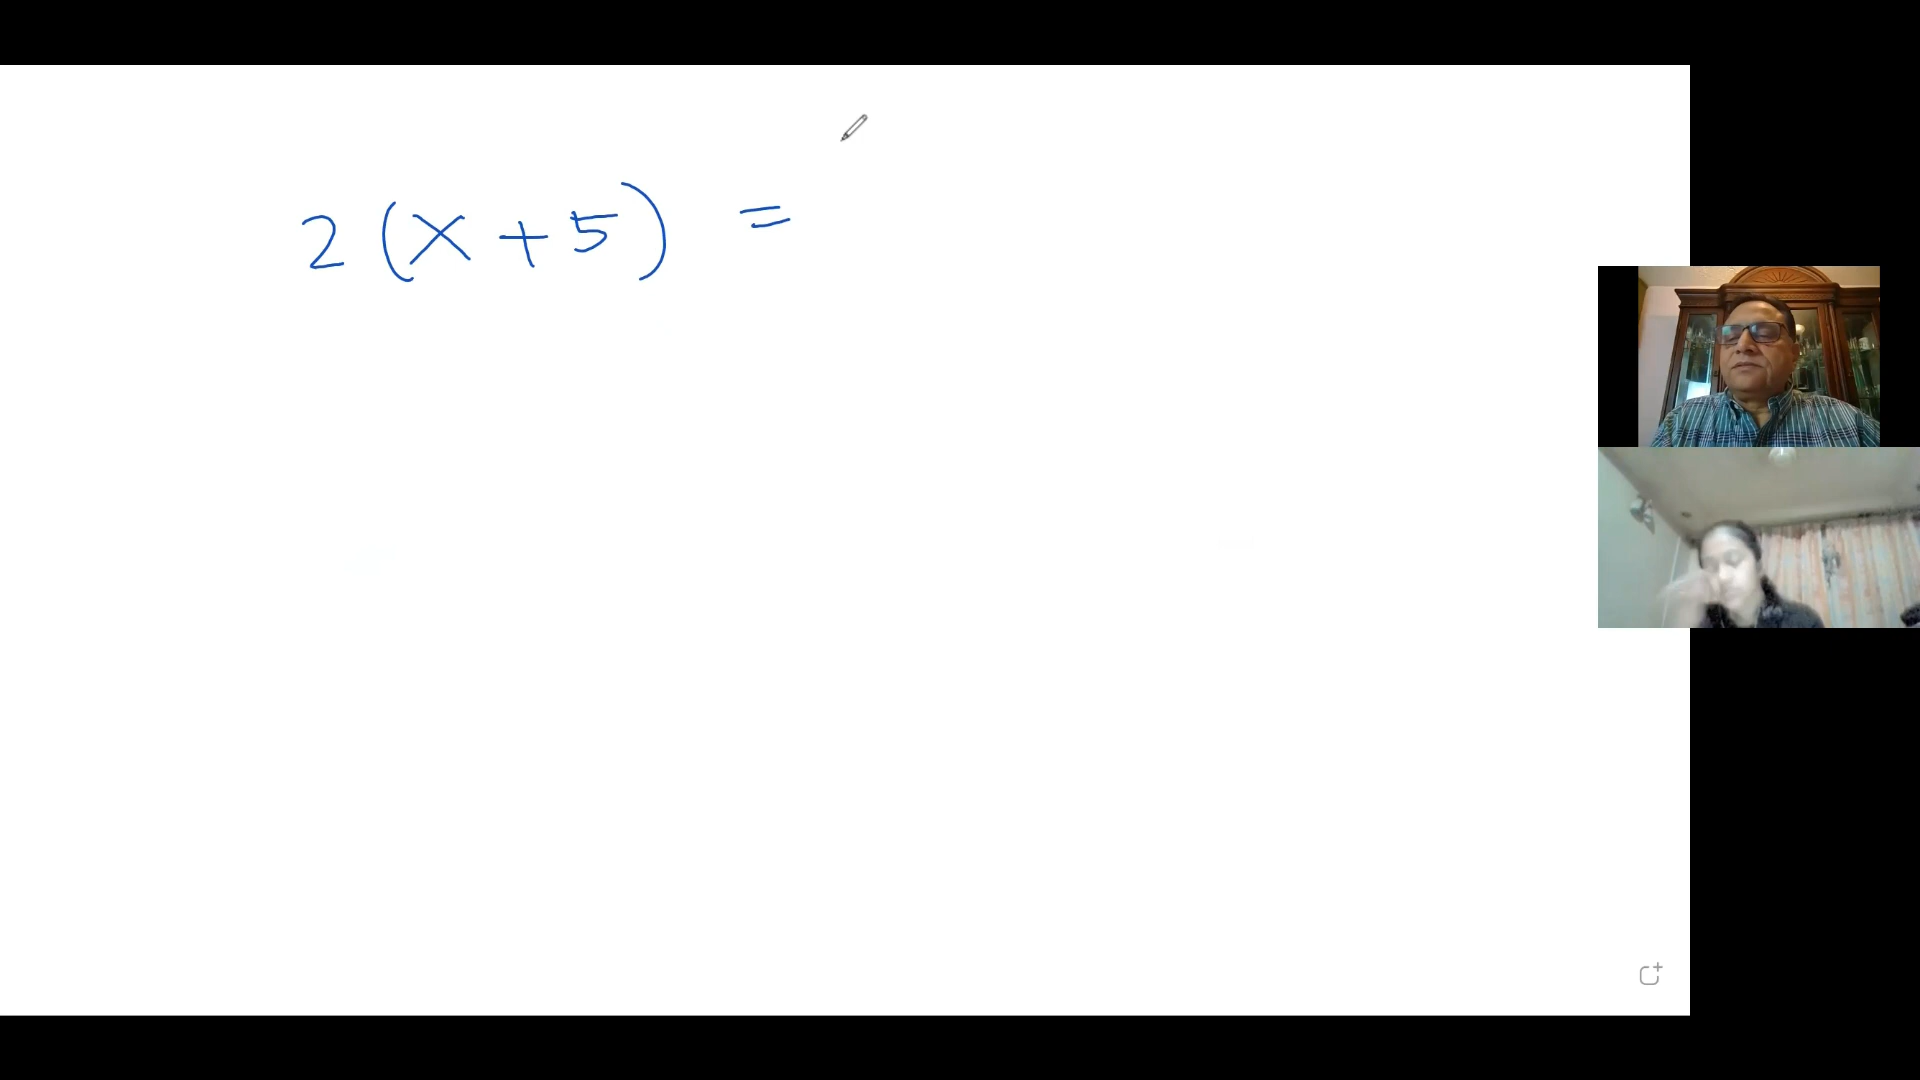 2 (x + 5) =